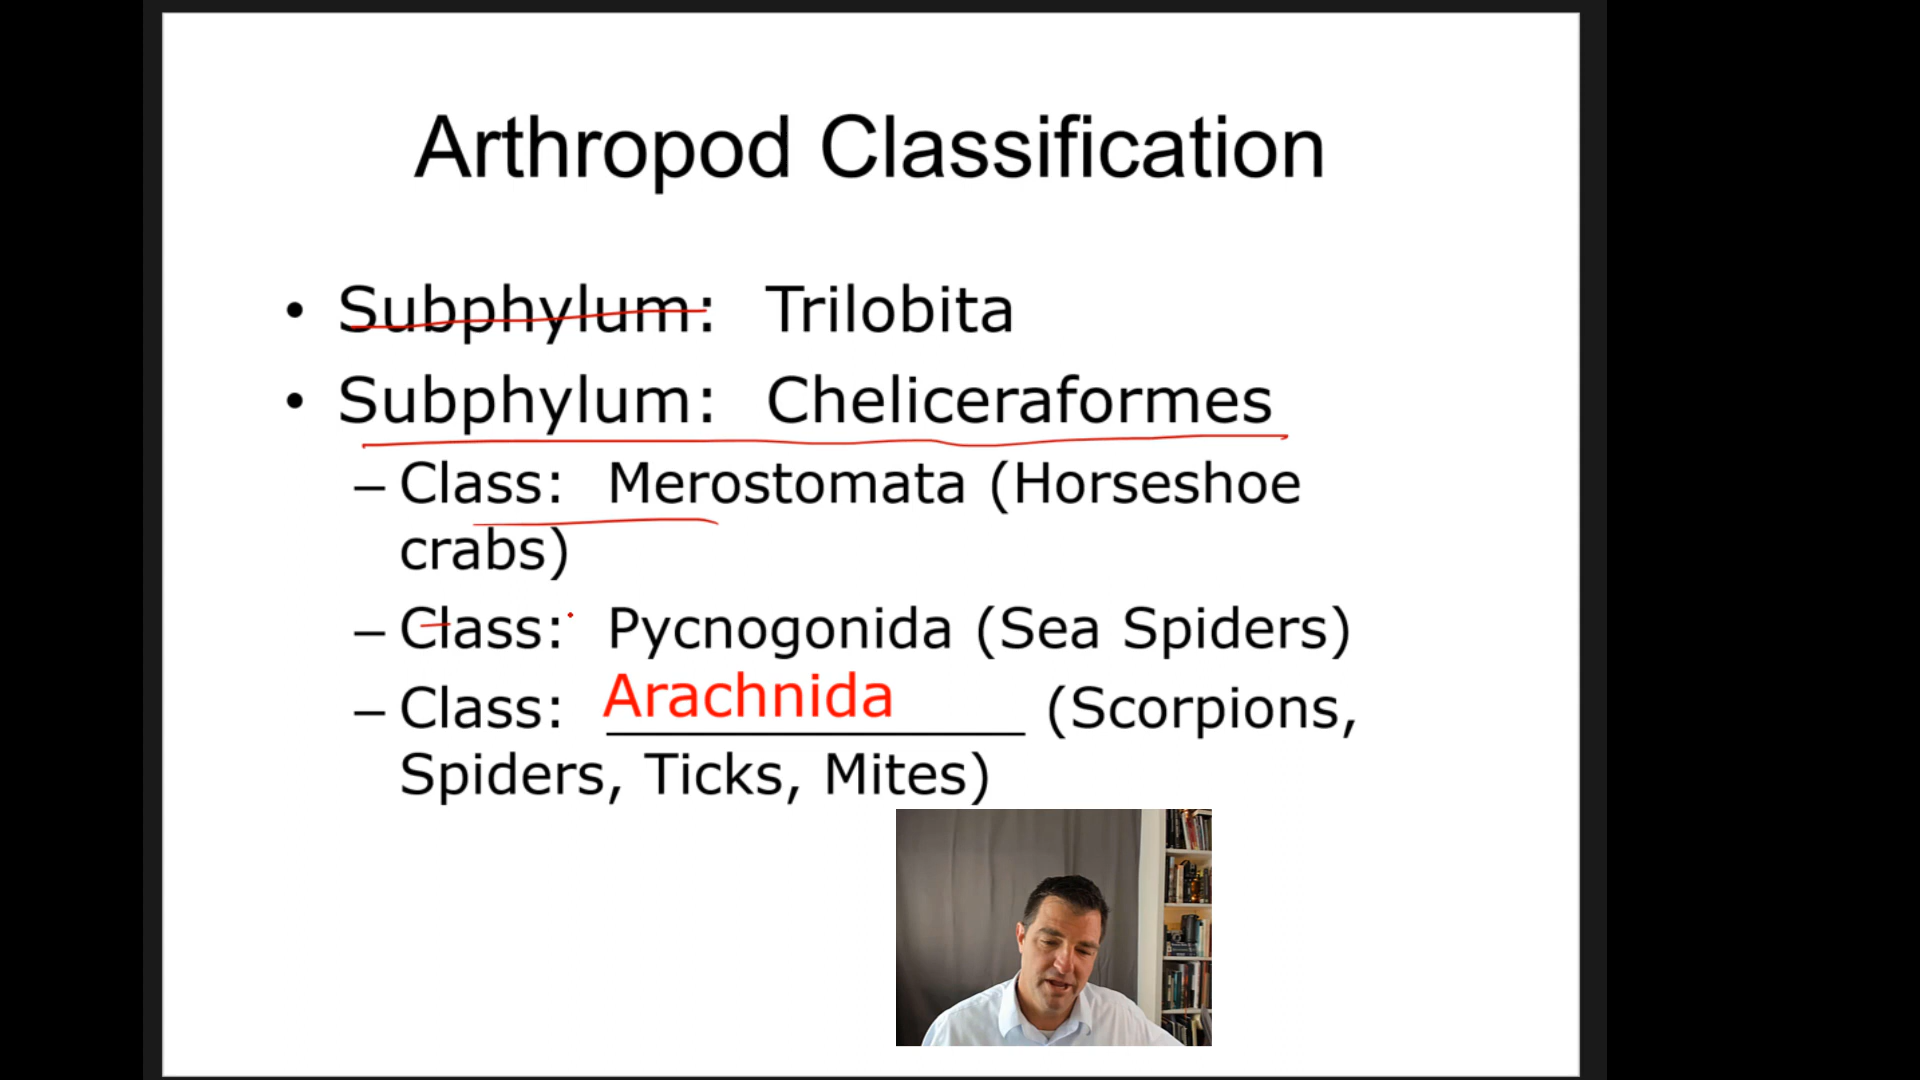 Arthropod Classification
• Subphylum: Trilobita
• Subphylum: Cheliceraformes
– Class: Merostomata (Horseshoe
crabs)
– Class: Pycnogonida (Sea Spiders)
– Class: Arachnida (Scorpions,
Spiders, Ticks, Mites)